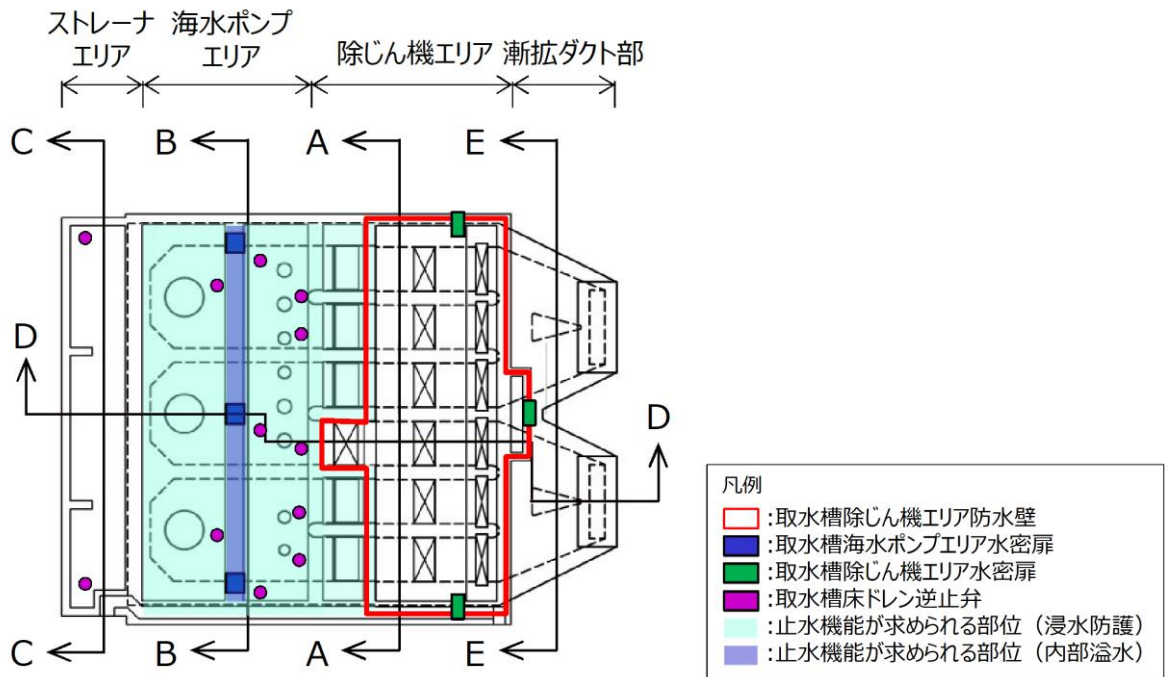 ストレーナ
エリア
海水ポンプ
エリア
除じん機エリア
漸拡ダクト部
C
B
A
E
D
D
C
B
A
E
凡例
:取水槽除じん機エリア防水壁
:取水槽海水ポンプエリア水密扉
:取水槽除じん機エリア水密扉
:取水槽床ドレン逆止弁
:止水機能が求められる部位（浸水防護）
:止水機能が求められる部位（内部溢水）